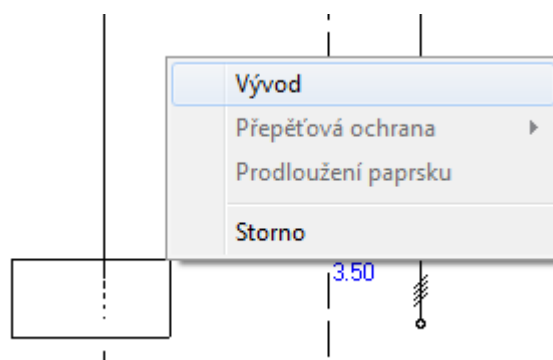 Vývod
Přepěťová ochrana
Prodloužení paprsku
Storno
3.50